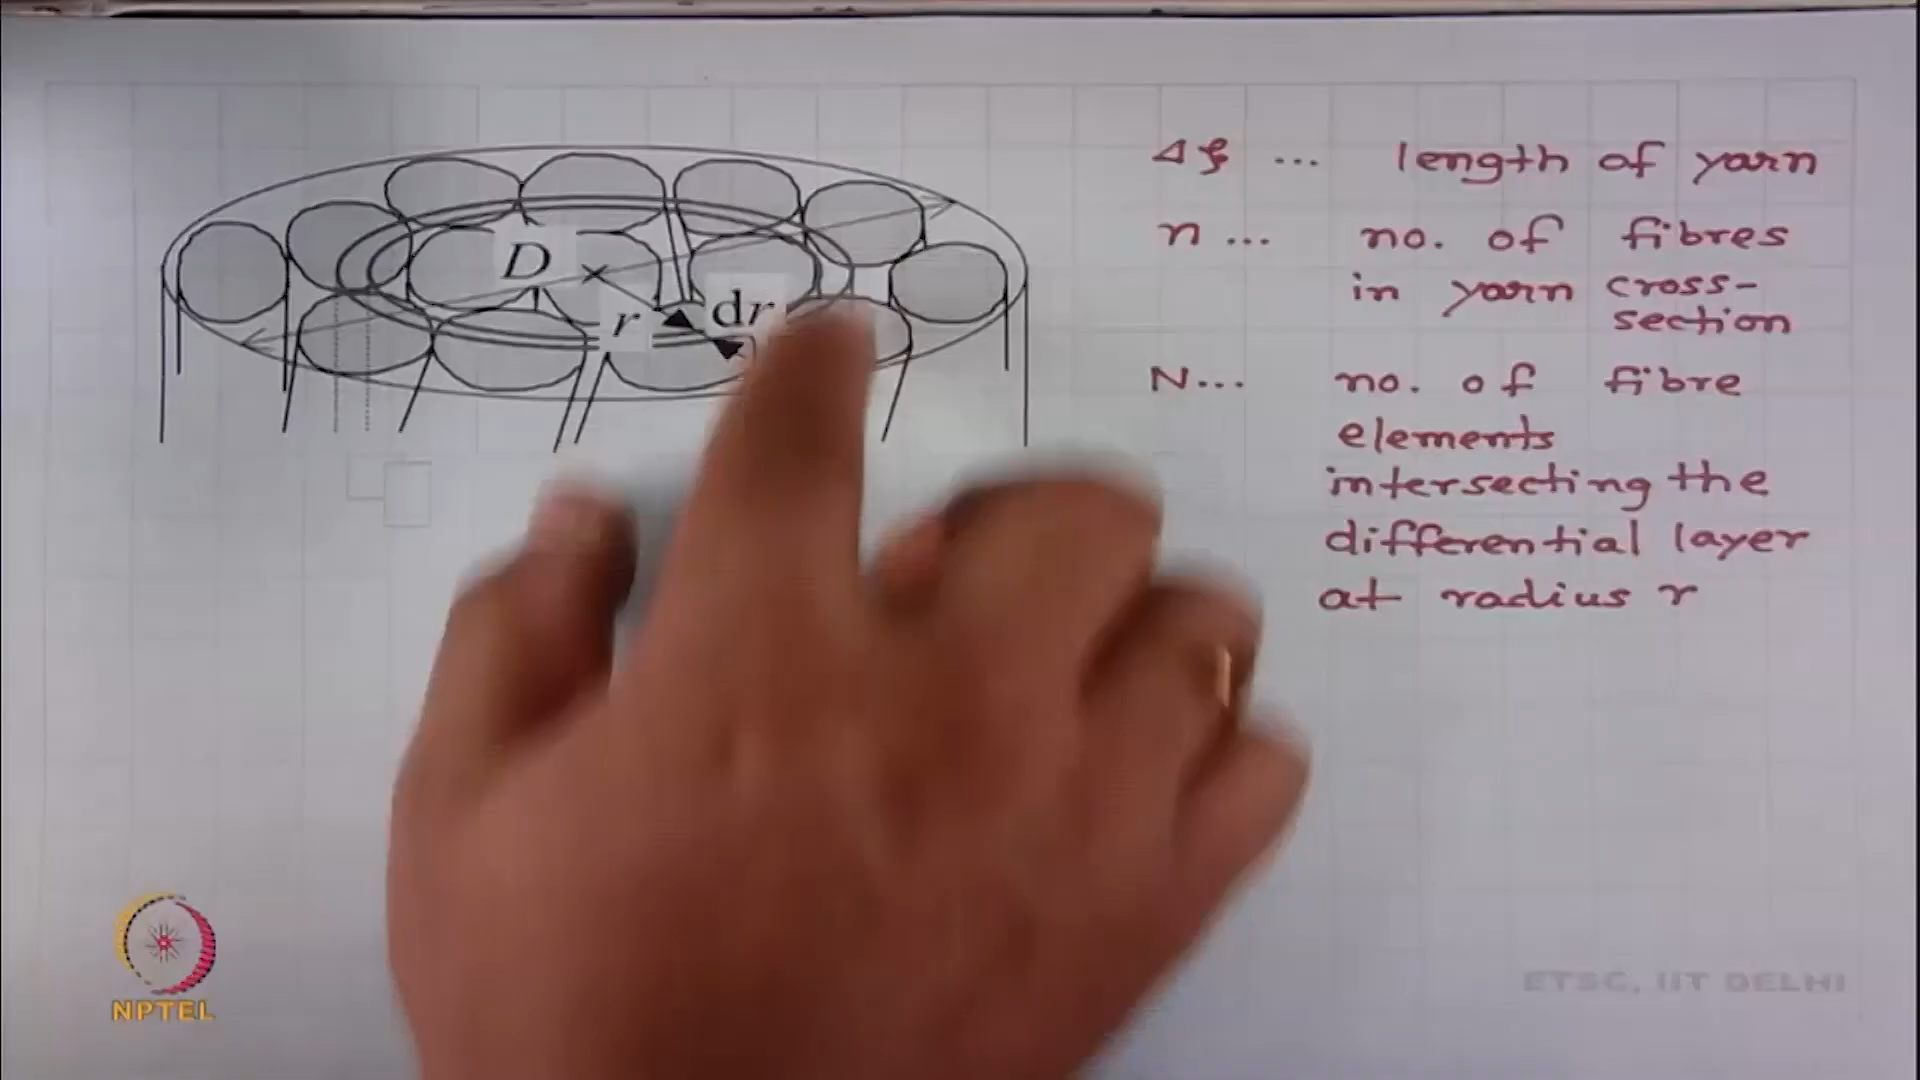 D
r
dr
Δξ ... length of yarn
n ... no. of fibres
in yarn cross-
section
N... no. of fibre
elements
intersecting the
differential layer
at radius r
NPTEL
ETSC, IIT DELHI